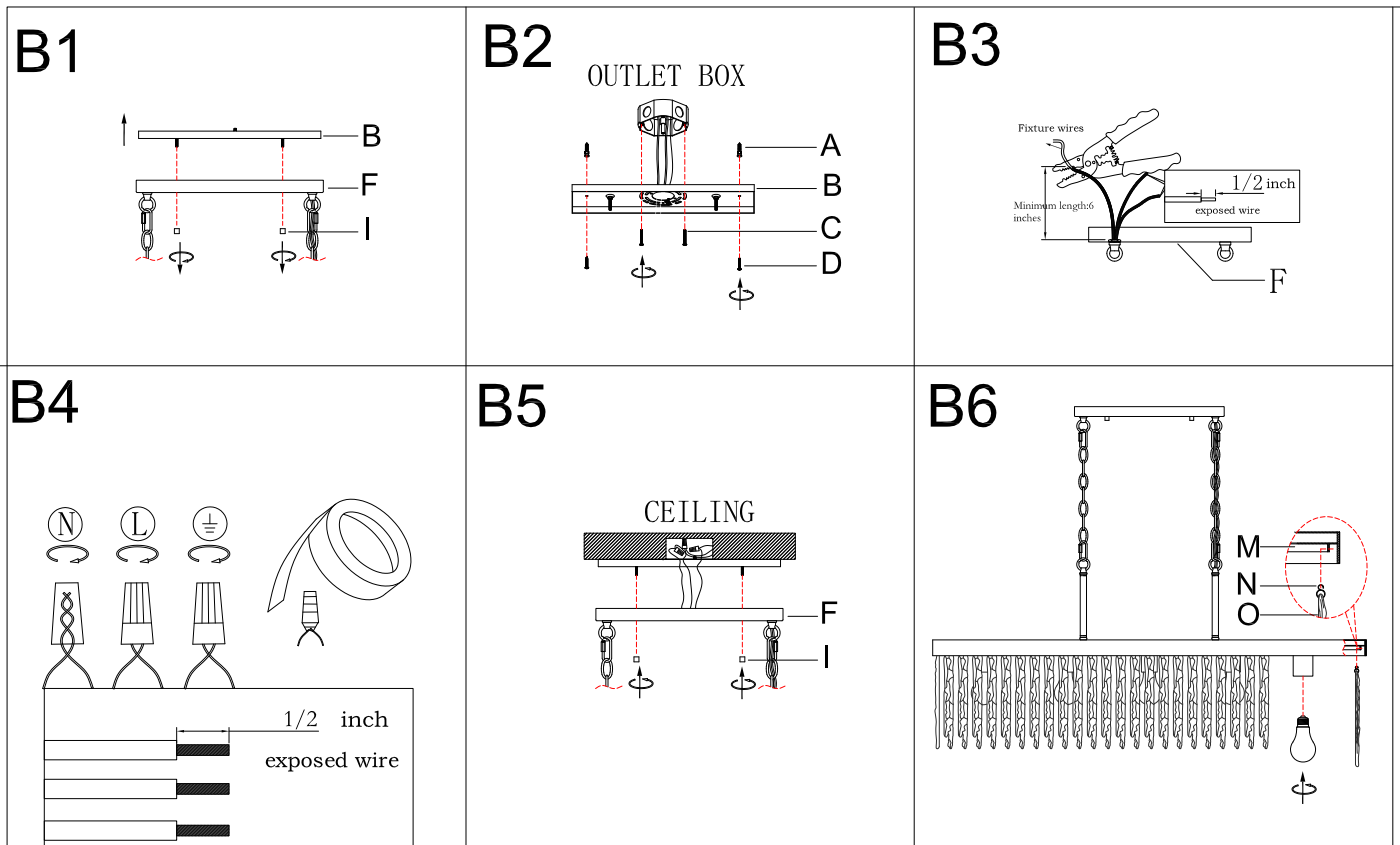 B1
B
F
I
B2
OUTLET BOX
A
B
C
D
B3
Fixture wires
1/2 inch
exposed wire
Minimum length:6
inches
F
B4
N L
1/2 inch
exposed wire
B5
CEILING
F
I
B6
M
N
O